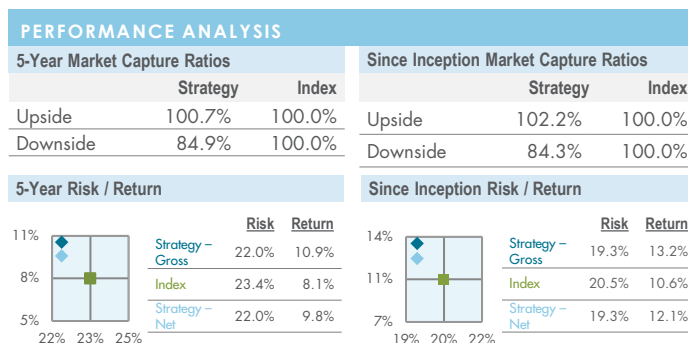 PERFORMANCE ANALYSIS
5-Year Market Capture Ratios
Strategy Index
Upside 100.7% 100.0%
Downside 84.9% 100.0%
Since Inception Market Capture Ratios
Strategy Index
Upside 102.2% 100.0%
Downside 84.3% 100.0%
5-Year Risk / Return
11%
8%
5%
22% 23% 25%
Risk Return
Strategy –
Gross 22.0% 10.9%
Index 23.4% 8.1%
Strategy –
Net 22.0% 9.8%
Since Inception Risk / Return
14%
11%
7%
19% 20% 22%
Risk Return
Strategy –
Gross 19.3% 13.2%
Index 20.5% 10.6%
Strategy –
Net 19.3% 12.1%